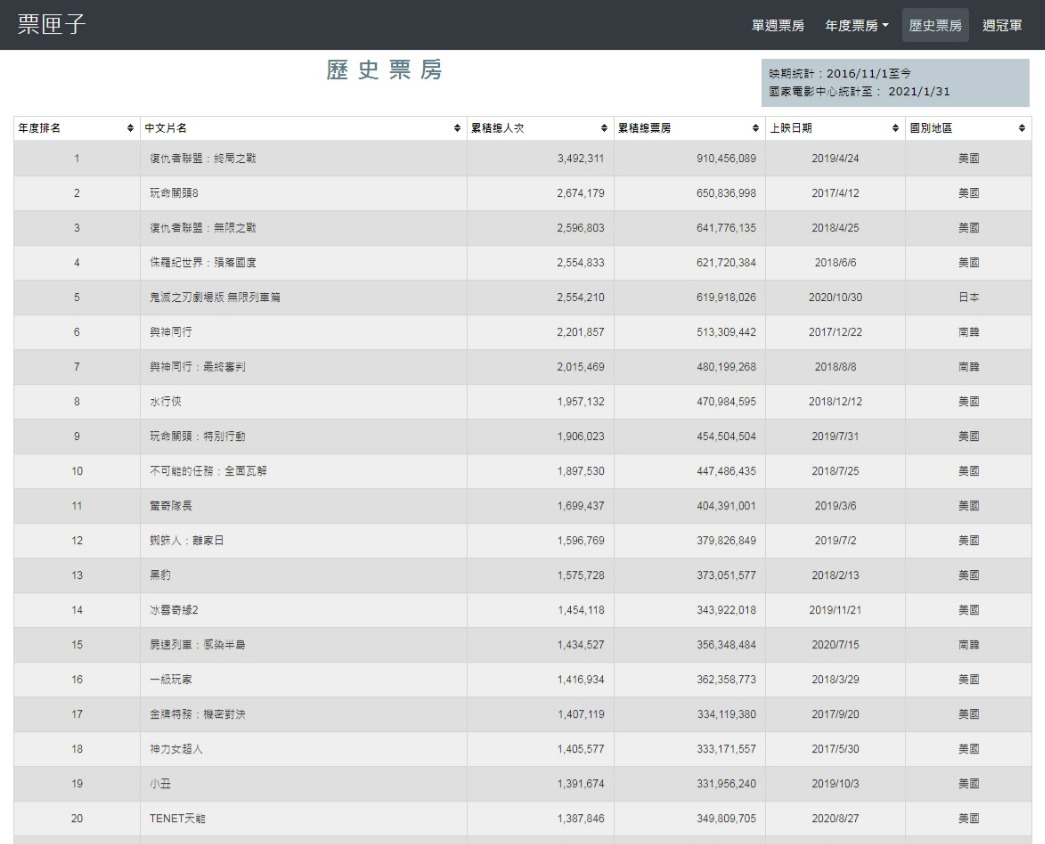 票匣子
單週票房 年度票房 歷史票房 週冠軍
歷史票房
映期統計：2016/11/1至今
國家電影中心統計至： 2021/1/31
年度排名 中文片名 累積總人次 累積總票房 上映日期 國別地區
1 復仇者聯盟：終局之戰 3,492,311 910,456,089 2019/4/24 美國
2 玩命關頭8 2,674,179 650,836,998 2017/4/12 美國
3 復仇者聯盟：無限之戰 2,596,803 641,776,135 2018/4/25 美國
4 侏羅紀世界：殞落國度 2,554,833 621,720,384 2018/6/6 美國
5 鬼滅之刃劇場版 無限列車篇 2,554,210 619,918,026 2020/10/30 日本
6 與神同行 2,201,857 513,309,442 2017/12/22 南韓
7 與神同行：最終審判 2,015,469 480,199,268 2018/8/8 南韓
8 水行俠 1,957,132 470,984,595 2018/12/12 美國
9 玩命關頭：特別行動 1,906,023 454,504,504 2019/7/31 美國
10 不可能的任務：全面瓦解 1,897,530 447,486,435 2018/7/25 美國
11 驚奇隊長 1,699,437 404,391,001 2019/3/6 美國
12 蜘蛛人：離家日 1,596,769 379,826,849 2019/7/2 美國
13 黑豹 1,575,728 373,051,577 2018/2/13 美國
14 冰雪奇緣2 1,454,118 343,922,018 2019/11/21 美國
15 屍速列車：感染半島 1,434,527 356,348,484 2020/7/15 南韓
16 一級玩家 1,416,934 362,358,773 2018/3/29 美國
17 金牌特務：機密對決 1,407,119 334,119,380 2017/9/20 美國
18 神力女超人 1,405,577 333,171,557 2017/5/30 美國
19 小丑 1,391,674 331,956,240 2019/10/3 美國
20 TENET天能 1,387,846 349,809,705 2020/8/27 美國